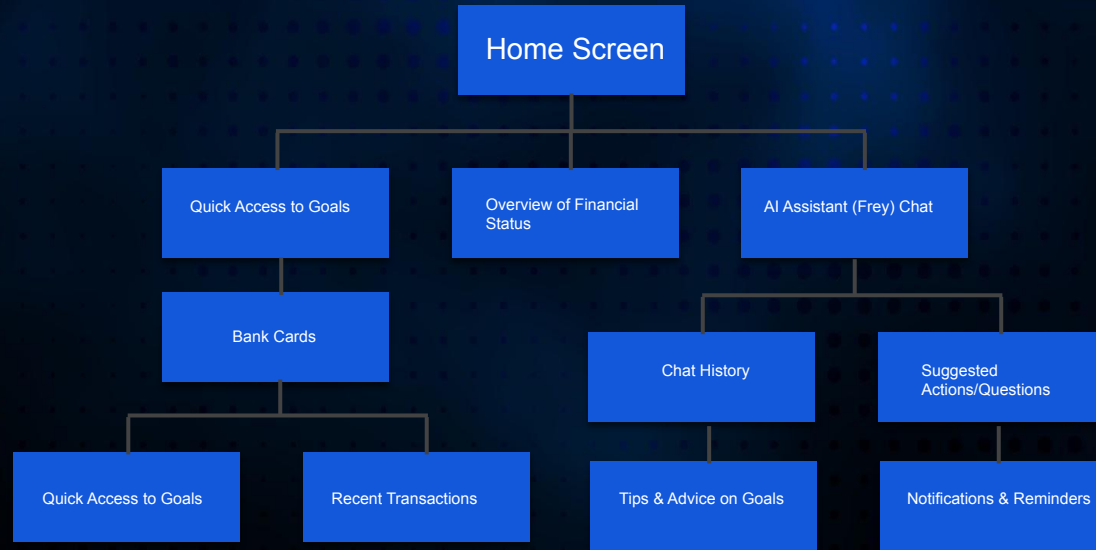 Home Screen
Quick Access to Goals
Overview of Financial
Status
AI Assistant (Frey) Chat
Bank Cards
Chat History
Suggested
Actions/Questions
Quick Access to Goals
Recent Transactions
Tips & Advice on Goals
Notifications & Reminders